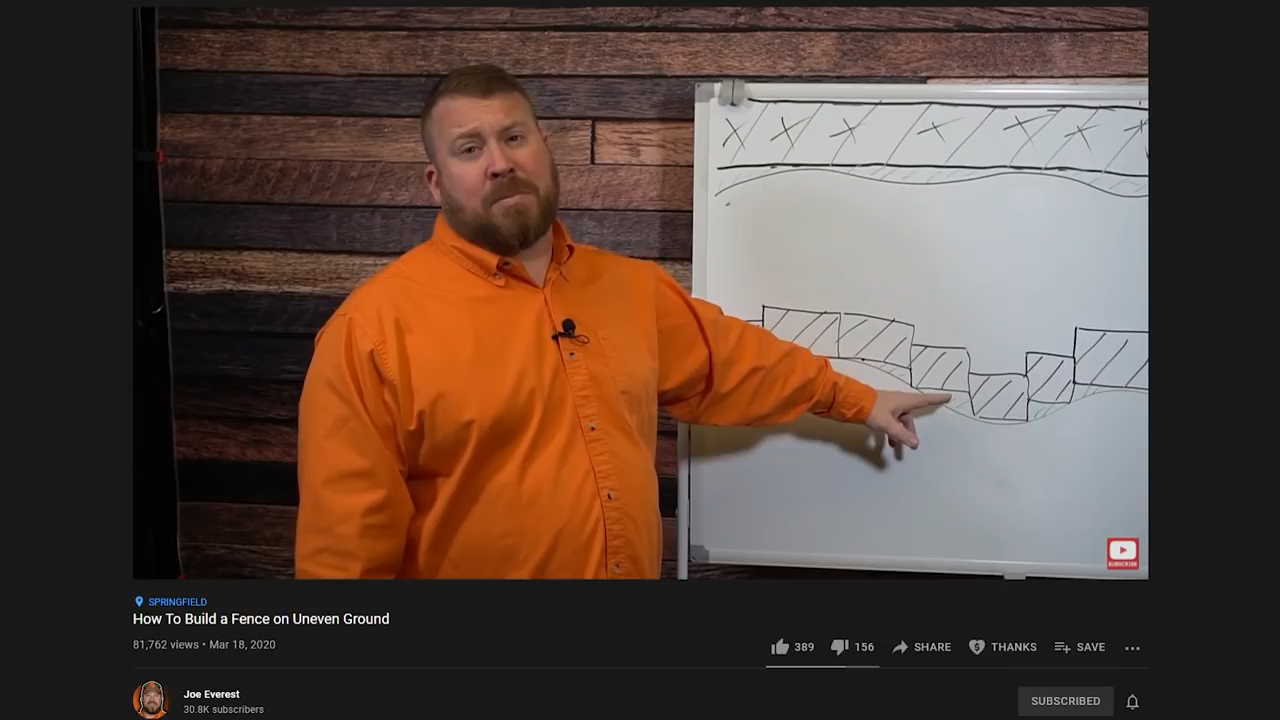 SUBSCRIBE
SPRINGFIELD
How To Build a Fence on Uneven Ground
81,762 views • Mar 18, 2020
389 156 SHARE THANKS SAVE
Joe Everest
30.8K subscribers
SUBSCRIBED